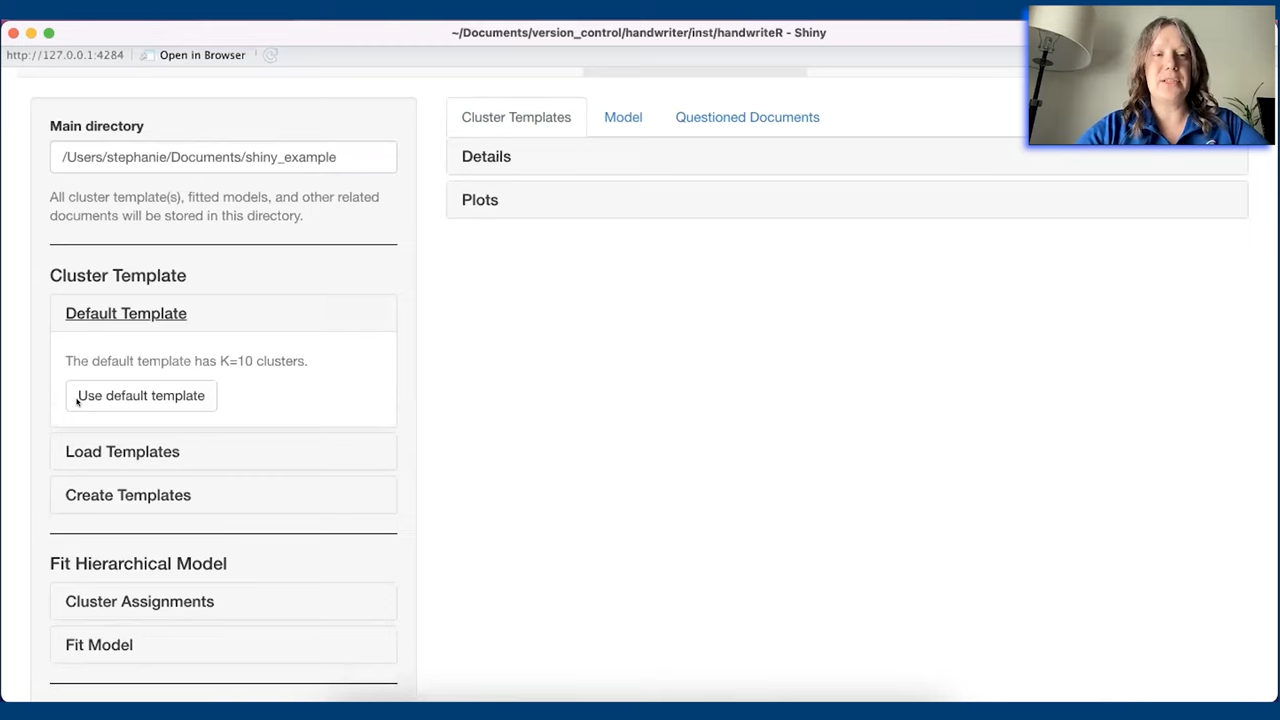 ~/Documents/version_control/handwriter/inst/handwriteR - Shiny
http://127.0.0.1:4284 Open in Browser
Main directory
/Users/stephanie/Documents/shiny_example
All cluster template(s), fitted models, and other related
documents will be stored in this directory.
Cluster Template
Default Template
The default template has K=10 clusters.
Use default template
Load Templates
Create Templates
Fit Hierarchical Model
Cluster Assignments
Fit Model
Cluster Templates Model Questioned Documents
Details
Plots